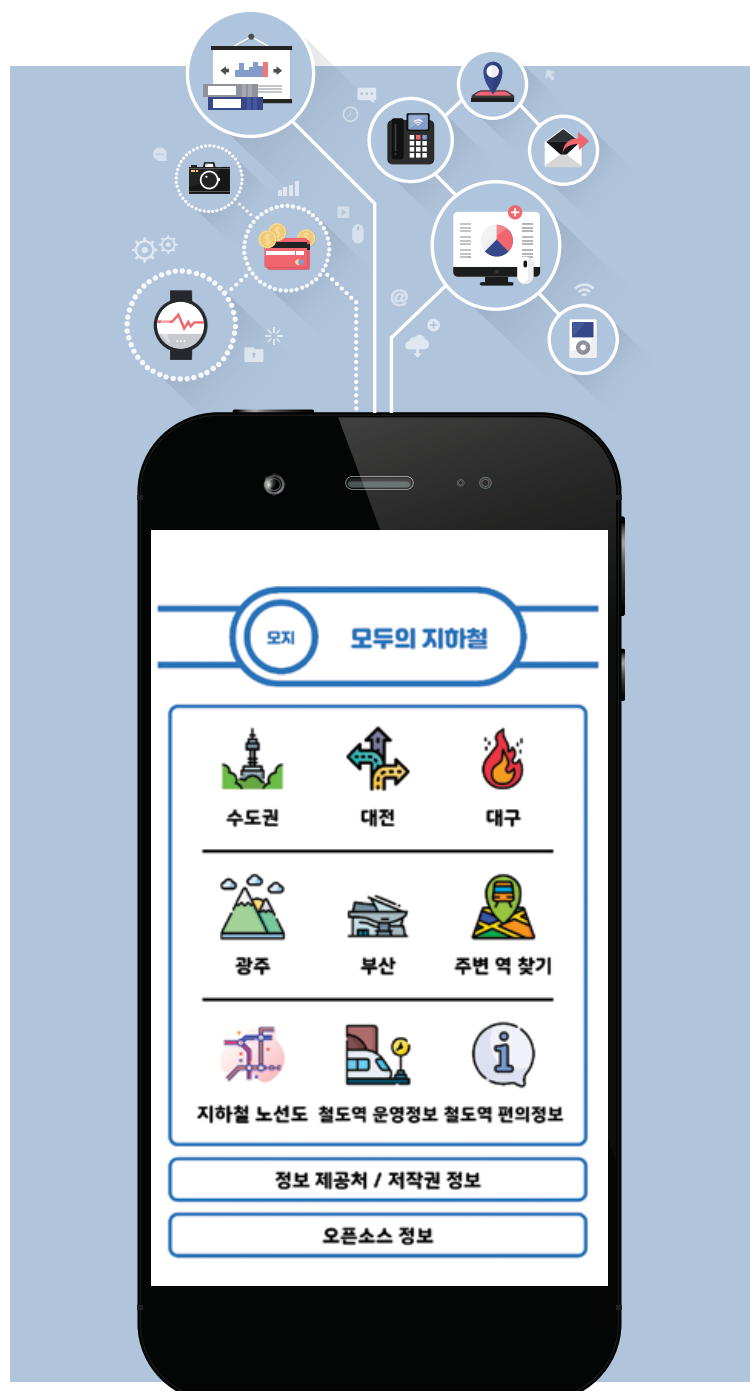 @
모지
모두의 지하철
수도권
대전
대구
광주
부산
주변 역 찾기
지하철 노선도
철도역 운영정보
철도역 편의정보
정보 제공처 / 저작권 정보
오픈소스 정보